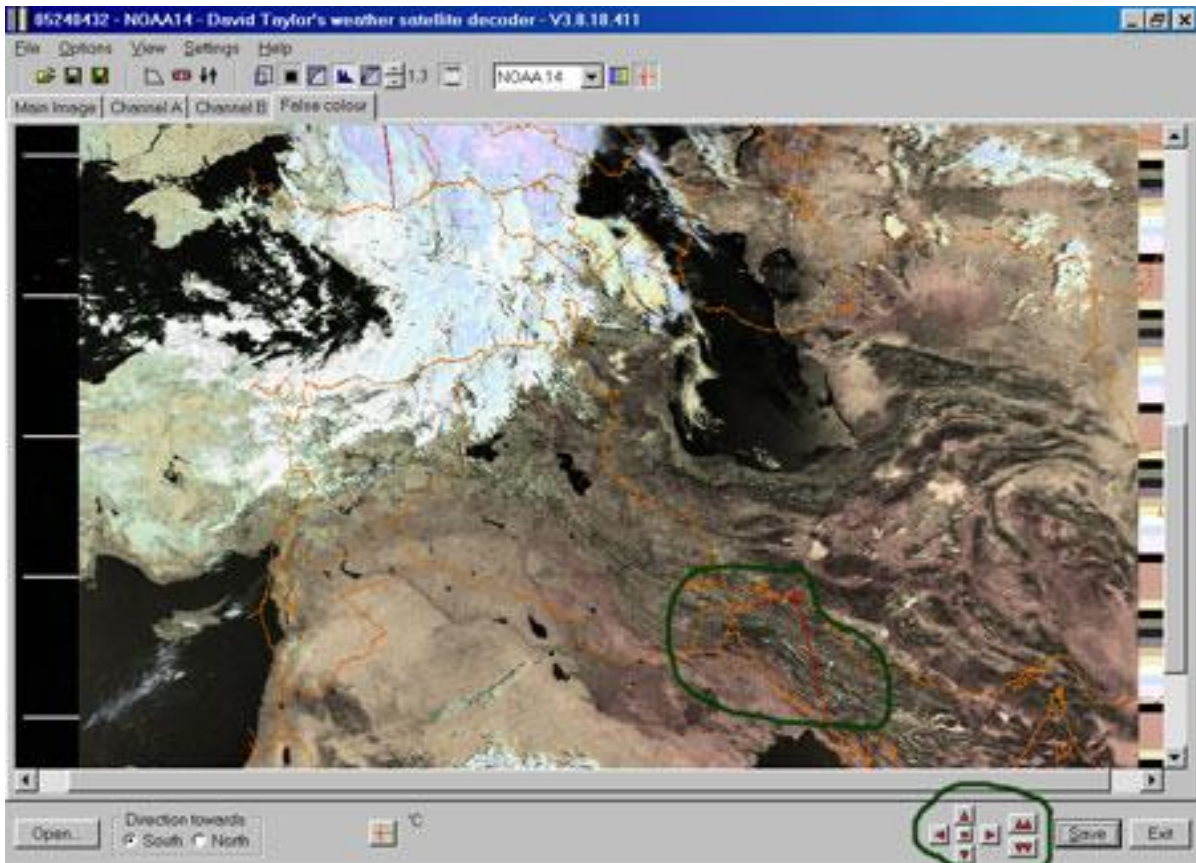 05240432 - NOAA14 - David Taylor's weather satellite decoder - V3.8.18.411
File Options View Settings Help
1.3 NOAA 14
Main Image Channel A Channel B False colour
Open... Direction towards °C Save Exit
South North